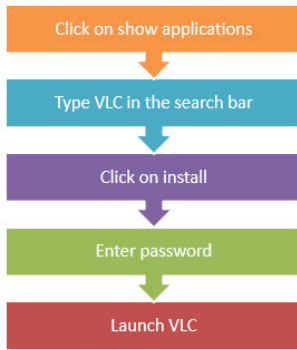 Click on show applications
Type VLC in the search bar
Click on install
Enter password
Launch VLC